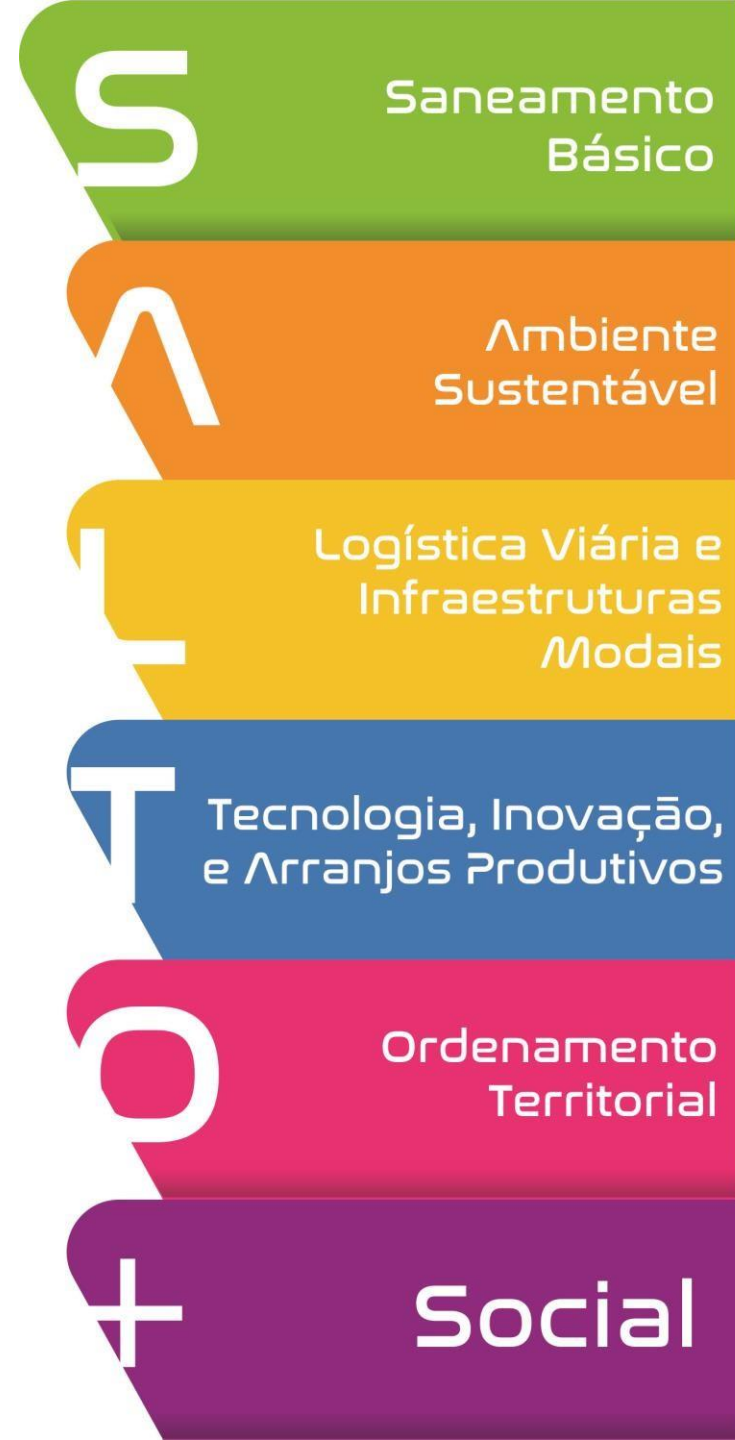 S
Saneamento
Básico
A
Ambiente
Sustentável
L
Logística Viária e
Infraestruturas
Modais
T
Tecnologia, Inovação,
e Arranjos Produtivos
O
Ordenamento
Territorial
+
Social